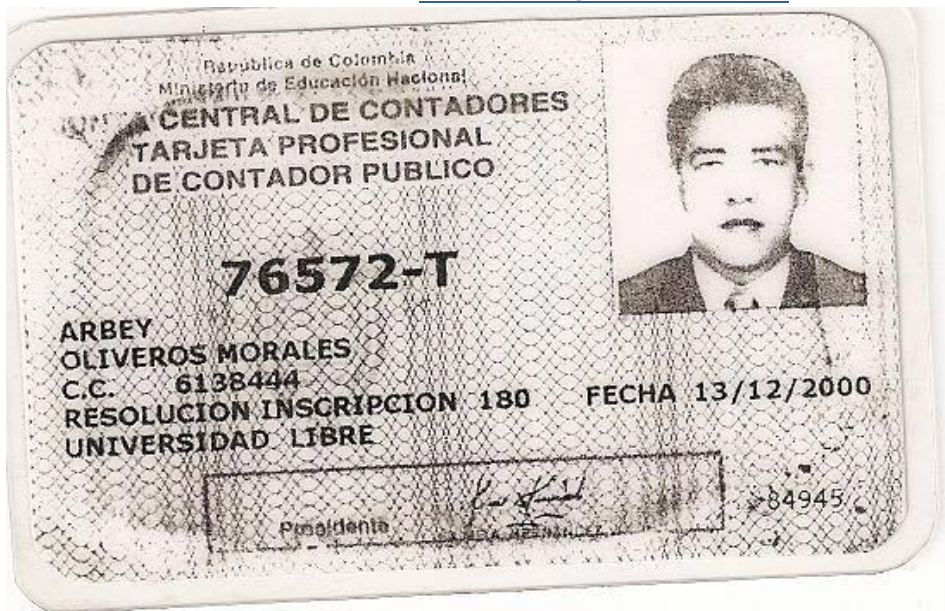 República de Colombia
Ministerio de Educación Nacional
CENTRAL DE CONTADORES
TARJETA PROFESIONAL
DE CONTADOR PUBLICO
76572-T
ARBEY
OLIVEROS MORALES
C.C. 6138444
RESOLUCION INSCRIPCION 180 FECHA 13/12/2000
UNIVERSIDAD LIBRE
Presidente
84945